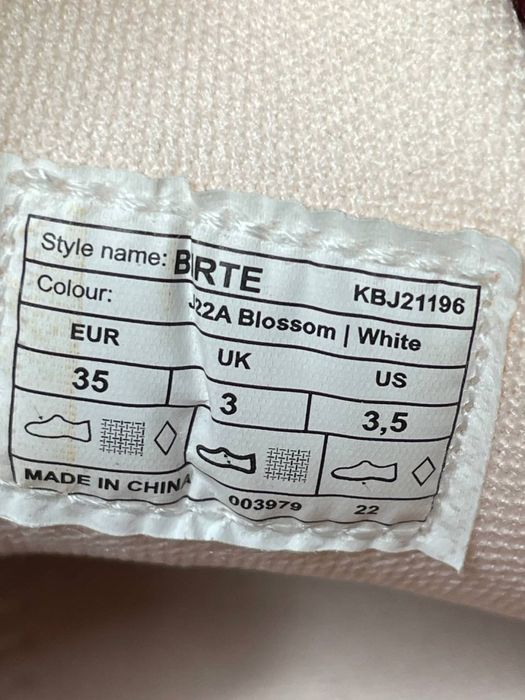 Style name: BIRTE KBJ21196
Colour: J22A Blossom | White
EUR UK US
35 3 3,5
MADE IN CHINA 003979 22